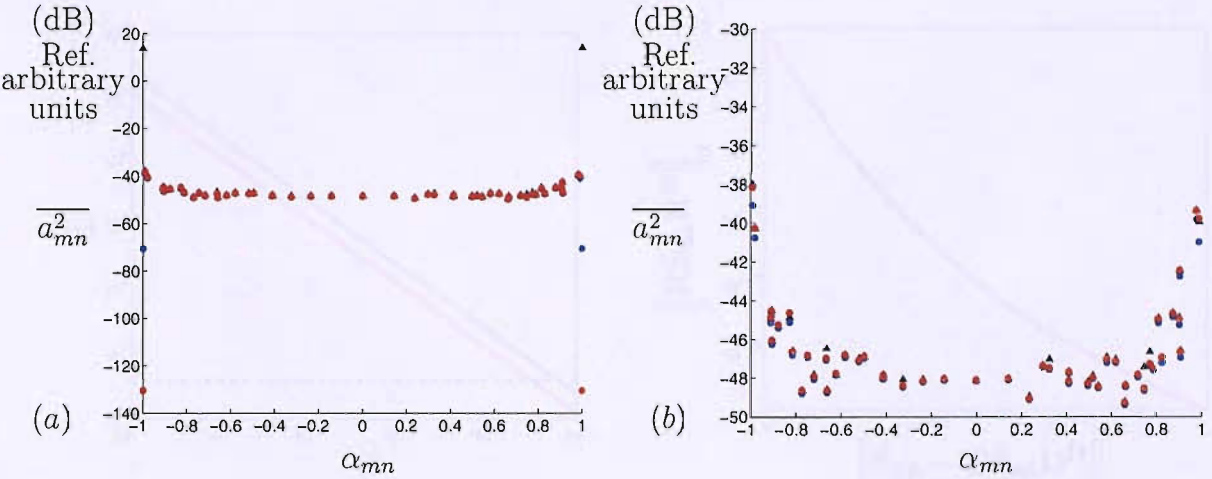 (dB)
Ref.
arbitrary
units
20
0
−20
−40
−60
−80
−100
−120
−140
a²mn
(a)
−1 −0.8 −0.6 −0.4 −0.2 0 0.2 0.4 0.6 0.8 1
αmn
(dB)
Ref.
arbitrary
units
−30
−32
−34
−36
−38
−40
−42
−44
−46
−48
−50
a²mn
(b)
−1 −0.8 −0.6 −0.4 −0.2 0 0.2 0.4 0.6 0.8 1
αmn